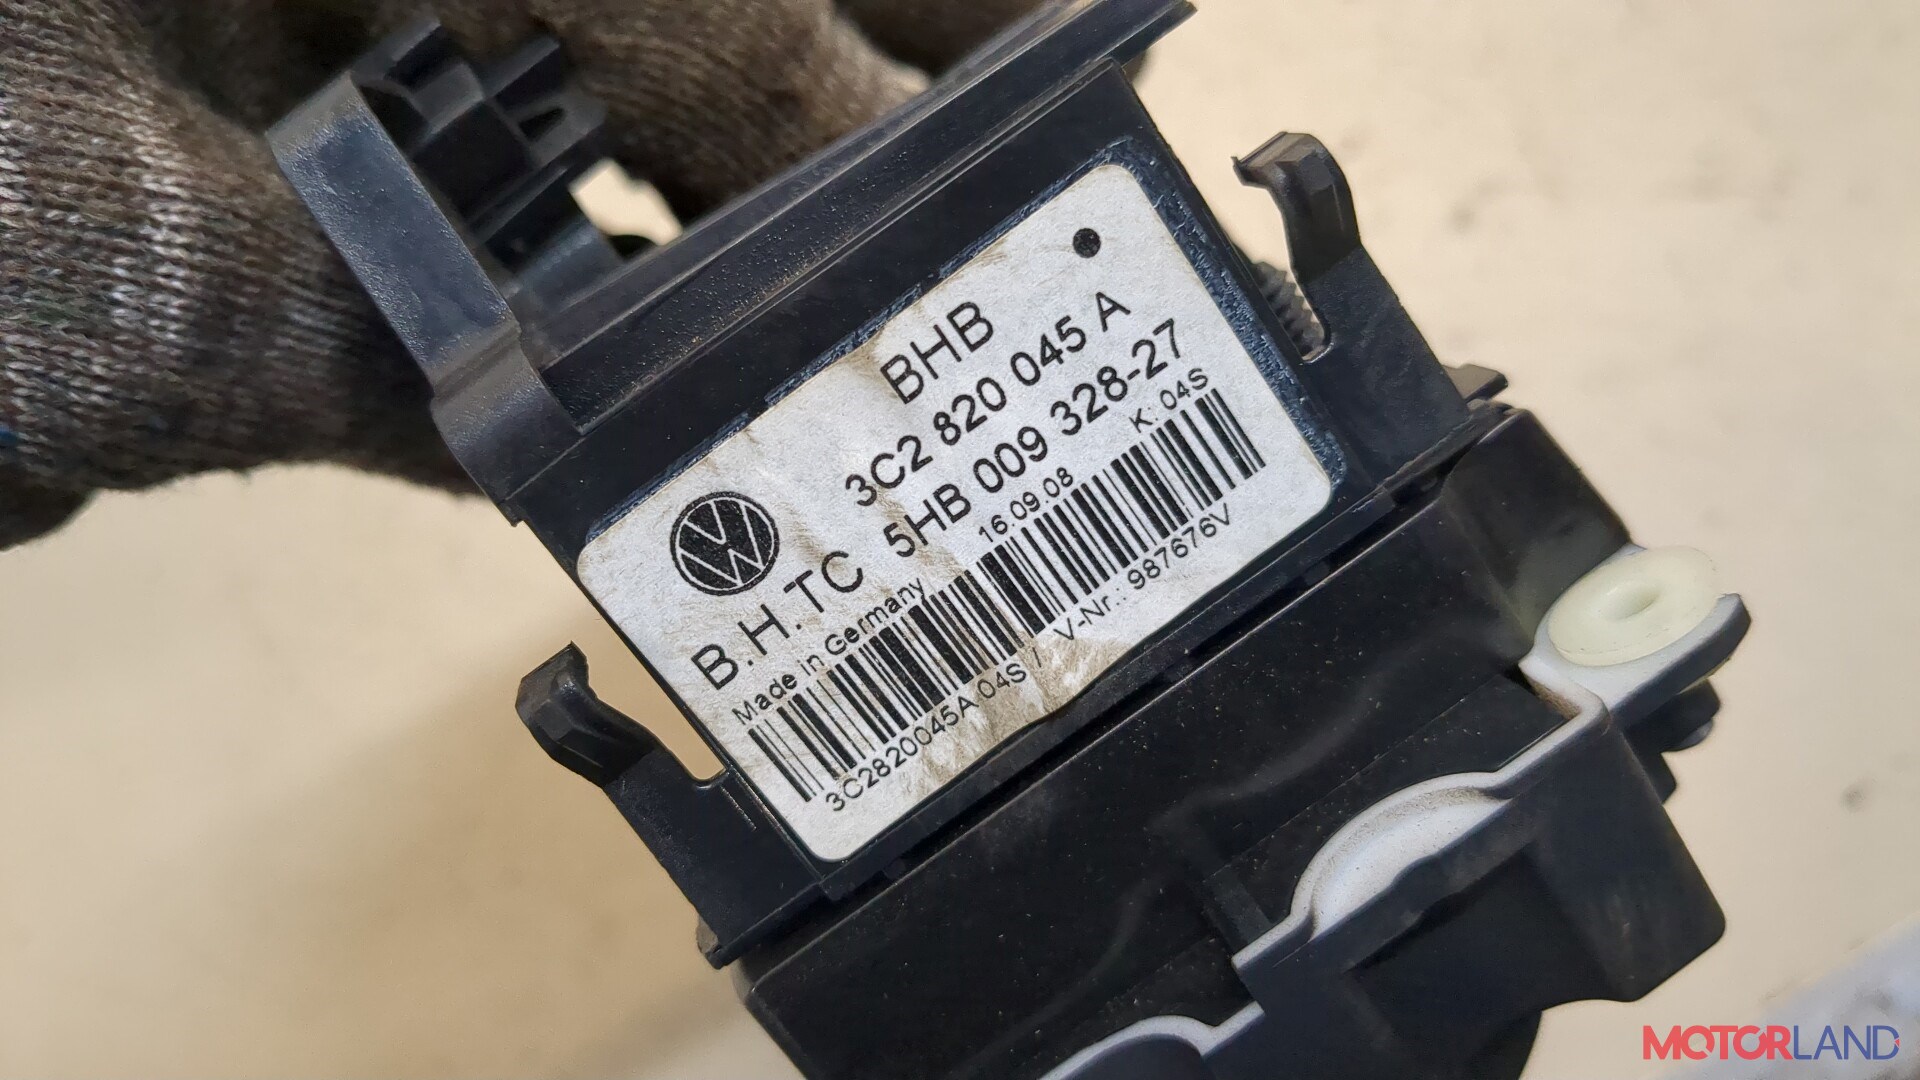 BHB
3C2 820 045 A
B.H.TC 5HB 009 328-27
Made in Germany 16.09.08 K: 04S
3C2820045A 04S / V-Nr.: 987676V
MOTORLAND